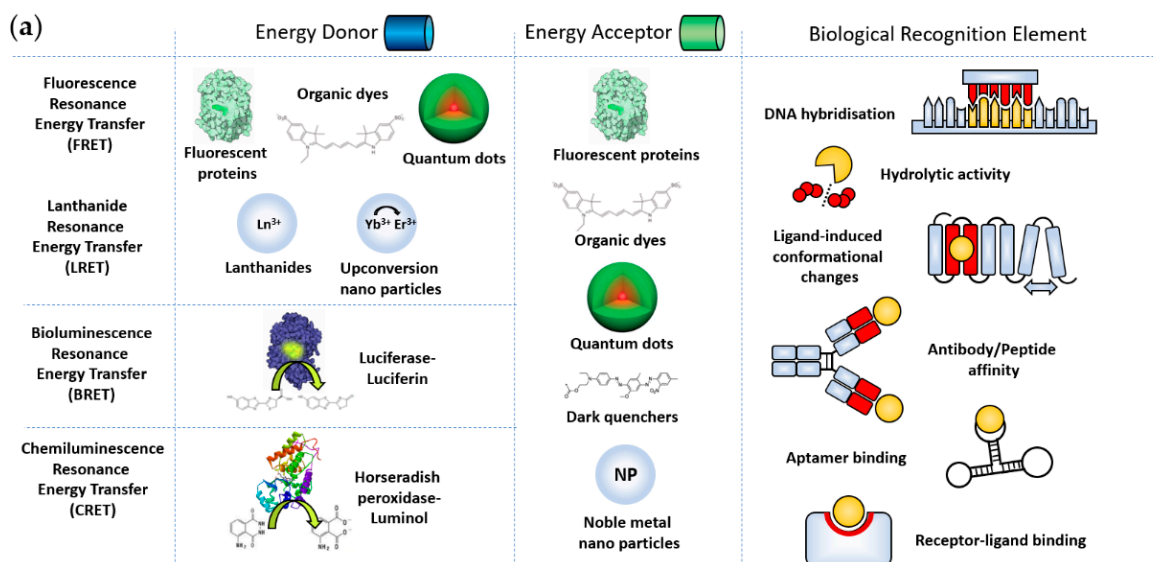 (a)
Energy Donor
Energy Acceptor
Biological Recognition Element
Fluorescence
Resonance
Energy Transfer
(FRET)
Fluorescent
proteins
Organic dyes
Quantum dots
Lanthanide
Resonance
Energy Transfer
(LRET)
Ln³⁺
Lanthanides
Yb³⁺ Er³⁺
Upconversion
nano particles
Bioluminescence
Resonance
Energy Transfer
(BRET)
Luciferase-
Luciferin
Chemiluminescence
Resonance
Energy Transfer
(CRET)
Horseradish
peroxidase-
Luminol
Fluorescent proteins
Organic dyes
Quantum dots
Dark quenchers
NP
Noble metal
nano particles
DNA hybridisation
Hydrolytic activity
Ligand-induced
conformational
changes
Antibody/Peptide
affinity
Aptamer binding
Receptor-ligand binding